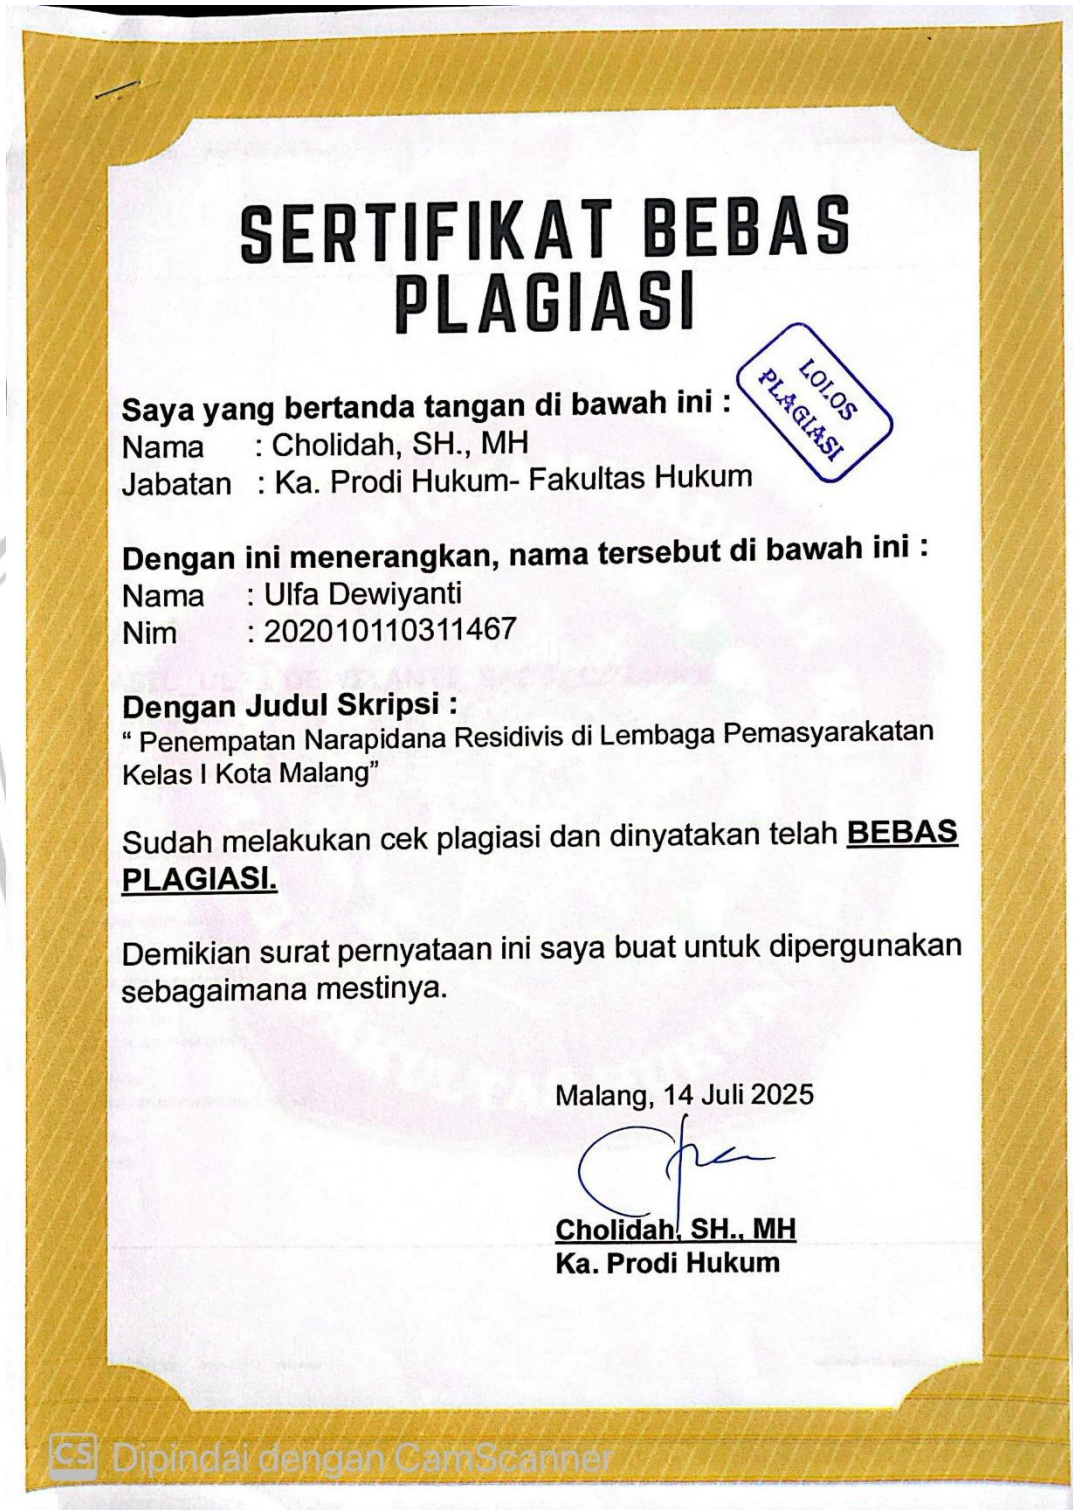 SERTIFIKAT BEBAS
PLAGIASI
LOLOS
PLAGIASI
Saya yang bertanda tangan di bawah ini :
Nama : Cholidah, SH., MH
Jabatan : Ka. Prodi Hukum- Fakultas Hukum
Dengan ini menerangkan, nama tersebut di bawah ini :
Nama : Ulfa Dewiyanti
Nim : 202010110311467
Dengan Judul Skripsi :
“ Penempatan Narapidana Residivis di Lembaga Pemasyarakatan
Kelas I Kota Malang”
Sudah melakukan cek plagiasi dan dinyatakan telah BEBAS
PLAGIASI.
Demikian surat pernyataan ini saya buat untuk dipergunakan
sebagaimana mestinya.
Malang, 14 Juli 2025
Cholidah, SH., MH
Ka. Prodi Hukum
CS Dipindai dengan CamScanner